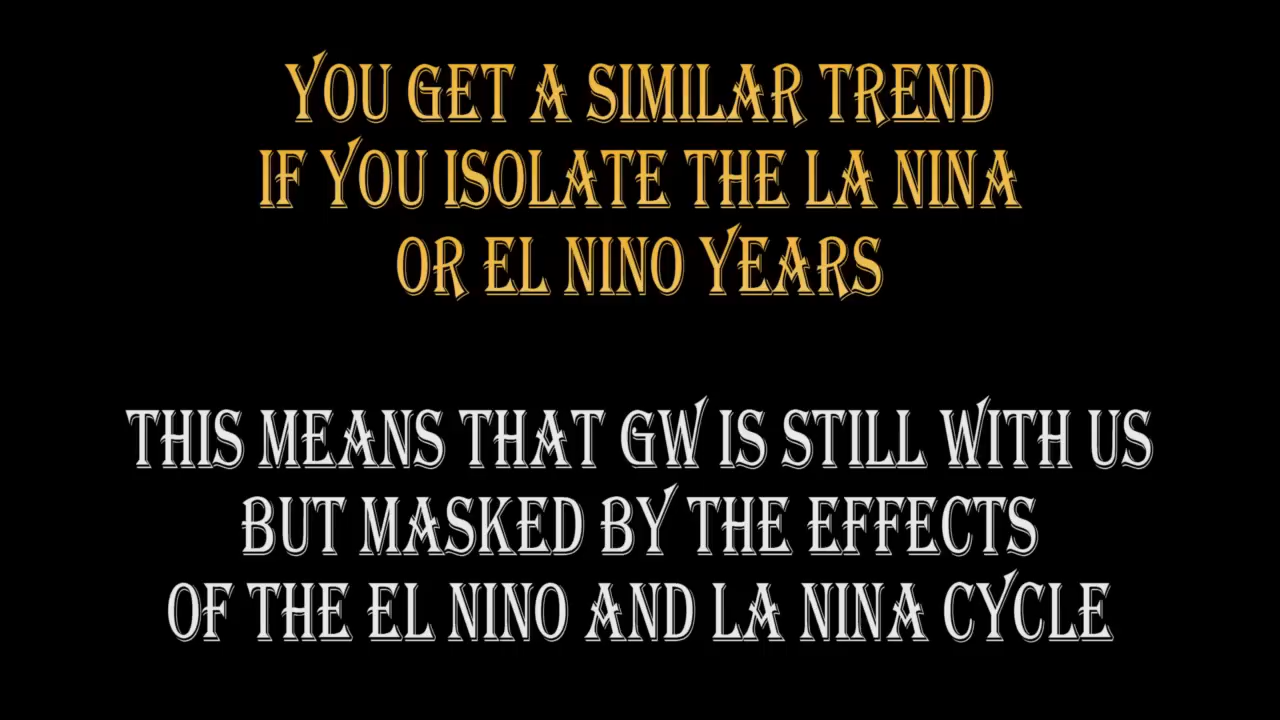 YOU GET A SIMILAR TREND
IF YOU ISOLATE THE LA NINA
OR EL NINO YEARS
THIS MEANS THAT GW IS STILL WITH US
BUT MASKED BY THE EFFECTS
OF THE EL NINO AND LA NINA CYCLE